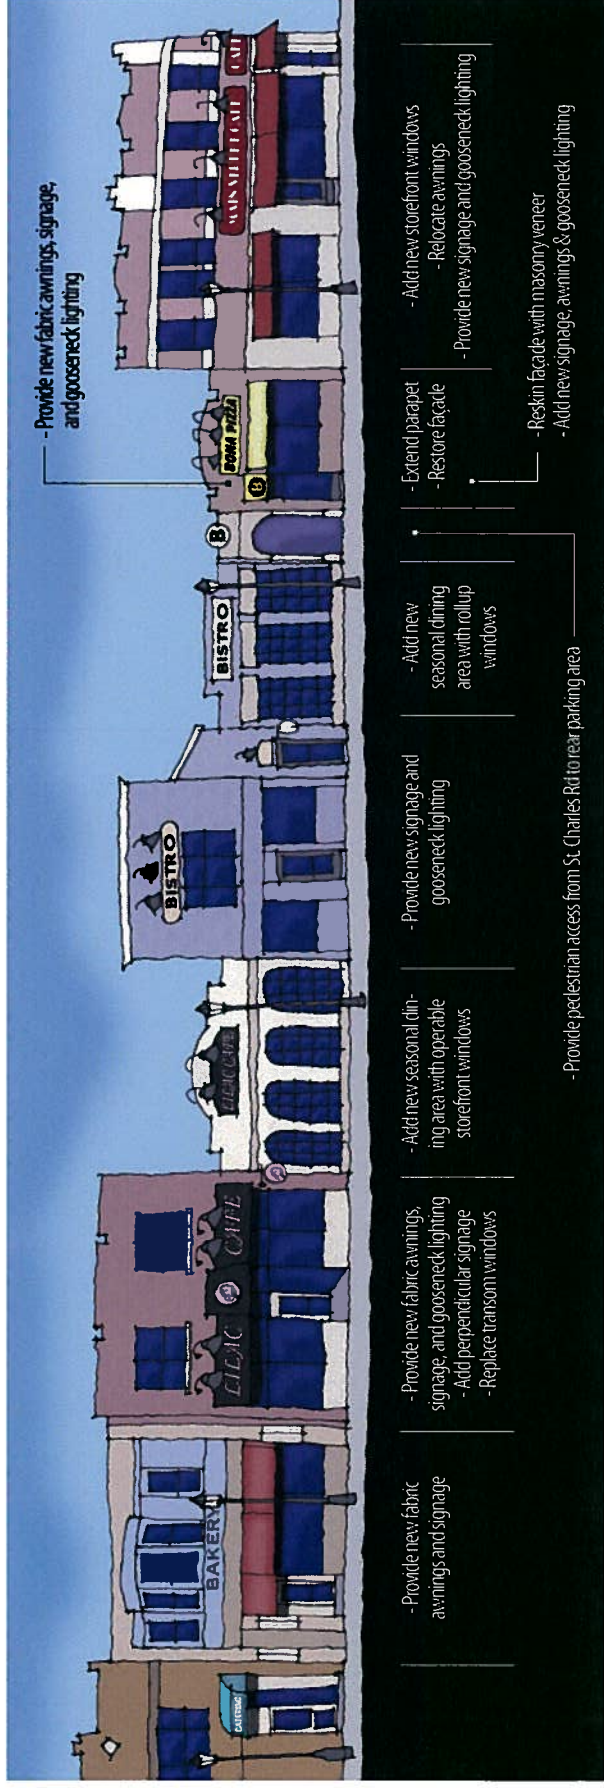 - Provide new fabric awnings, signage,
and gooseneck lighting
BAKERY
LILAC CAFE
LILAC CAFE
BISTRO
BISTRO
B
B
BONA PIZZA
MAIN STREET CAFE
CAFE
- Provide new fabric
awnings and signage
- Provide new fabric awnings,
signage, and gooseneck lighting
- Add perpendicular signage
- Replace transom windows
- Add new seasonal din-
ing area with operable
storefront windows
- Provide new signage and
gooseneck lighting
- Add new
seasonal dining
area with rollup
windows
- Extend parapet
- Restore façade
- Add new storefront windows
- Relocate awnings
- Provide new signage and gooseneck lighting
- Provide pedestrian access from St. Charles Rd to rear parking area
- Reskin façade with masonry veneer
- Add new signage, awnings & gooseneck lighting